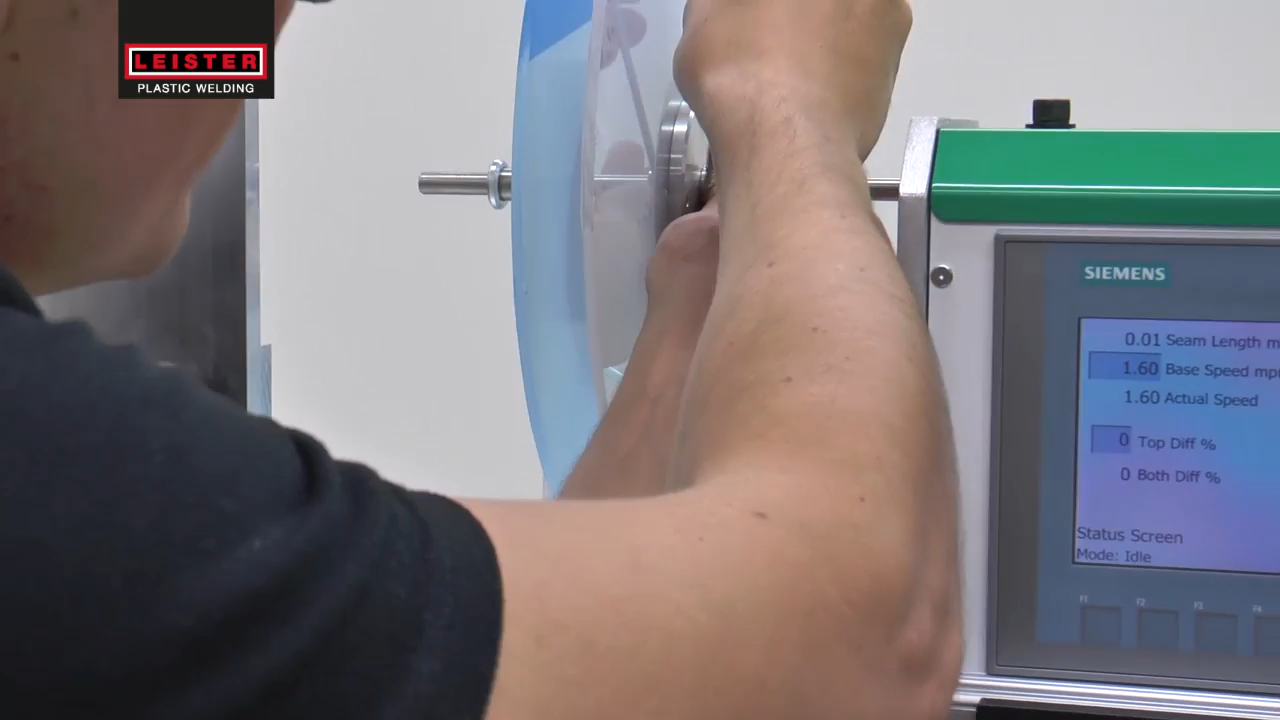 LEISTER
PLASTIC WELDING
SIEMENS
0.01 Seam Length
1.60 Base Speed
1.60 Actual Speed
0 Top Diff %
0 Both Diff %
Status Screen
Mode: Idle
F1 F2 F3 F4